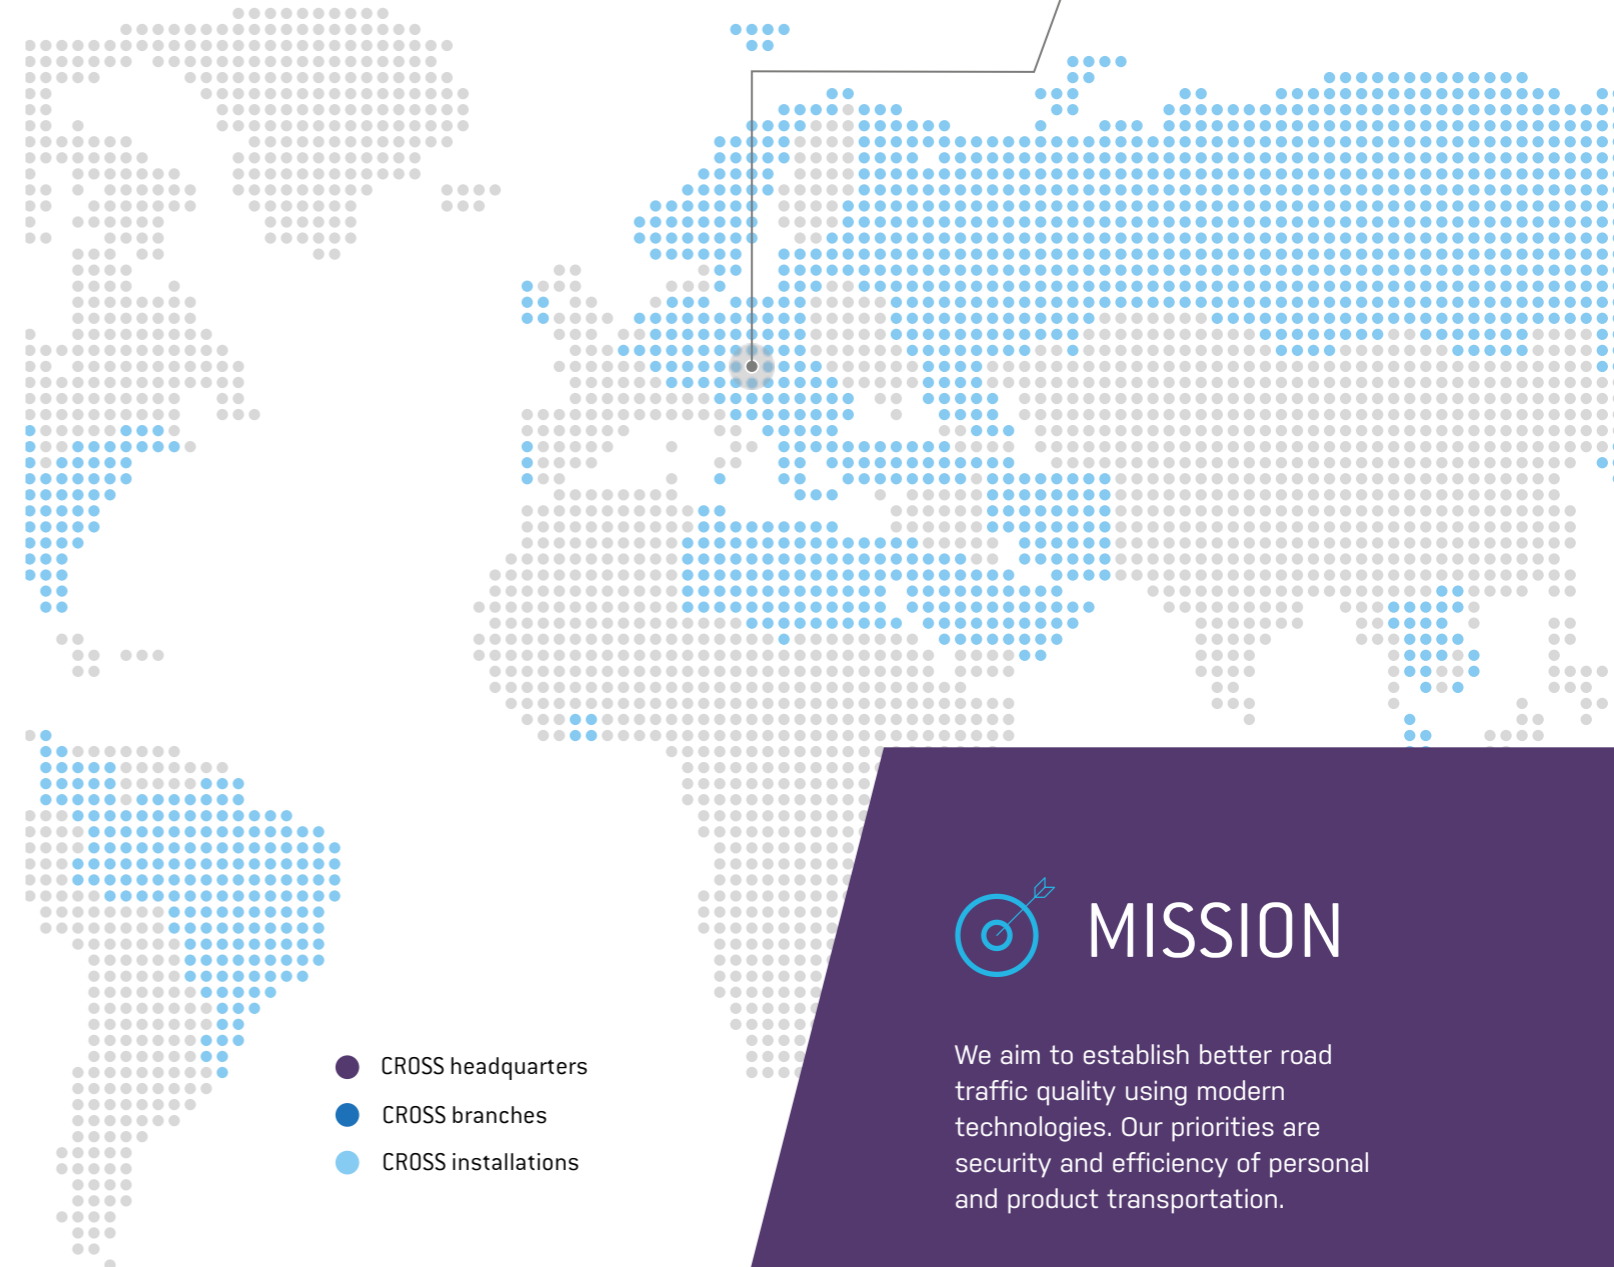 MISSION
We aim to establish better road
traffic quality using modern
technologies. Our priorities are
security and efficiency of personal
and product transportation.
CROSS headquarters
CROSS branches
CROSS installations